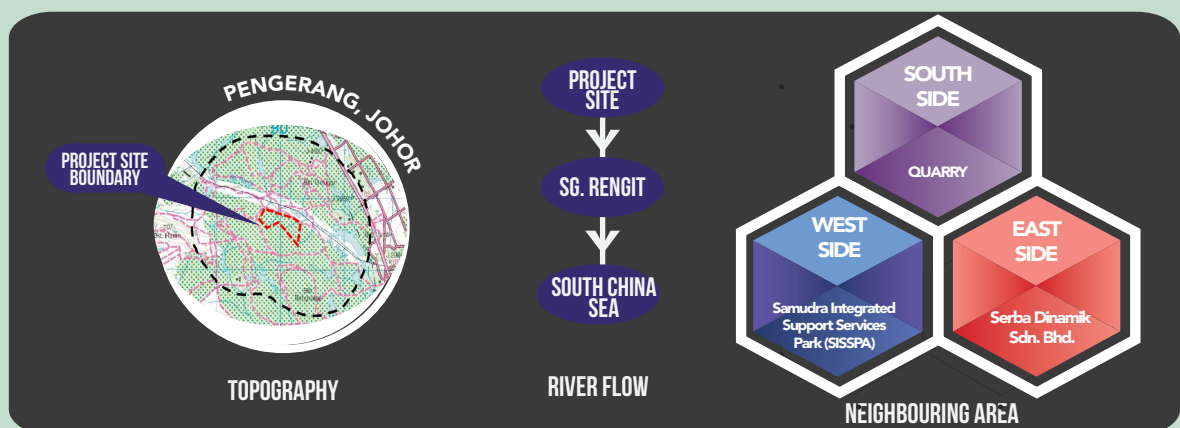 PENGERANG, JOHOR
PROJECT SITE
BOUNDARY
TOPOGRAPHY
PROJECT
SITE
SG. RENGIT
SOUTH CHINA
SEA
RIVER FLOW
SOUTH
SIDE
QUARRY
WEST
SIDE
Samudra Integrated
Support Services
Park (SISSPA)
EAST
SIDE
Serba Dinamik
Sdn. Bhd.
NEIGHBOURING AREA